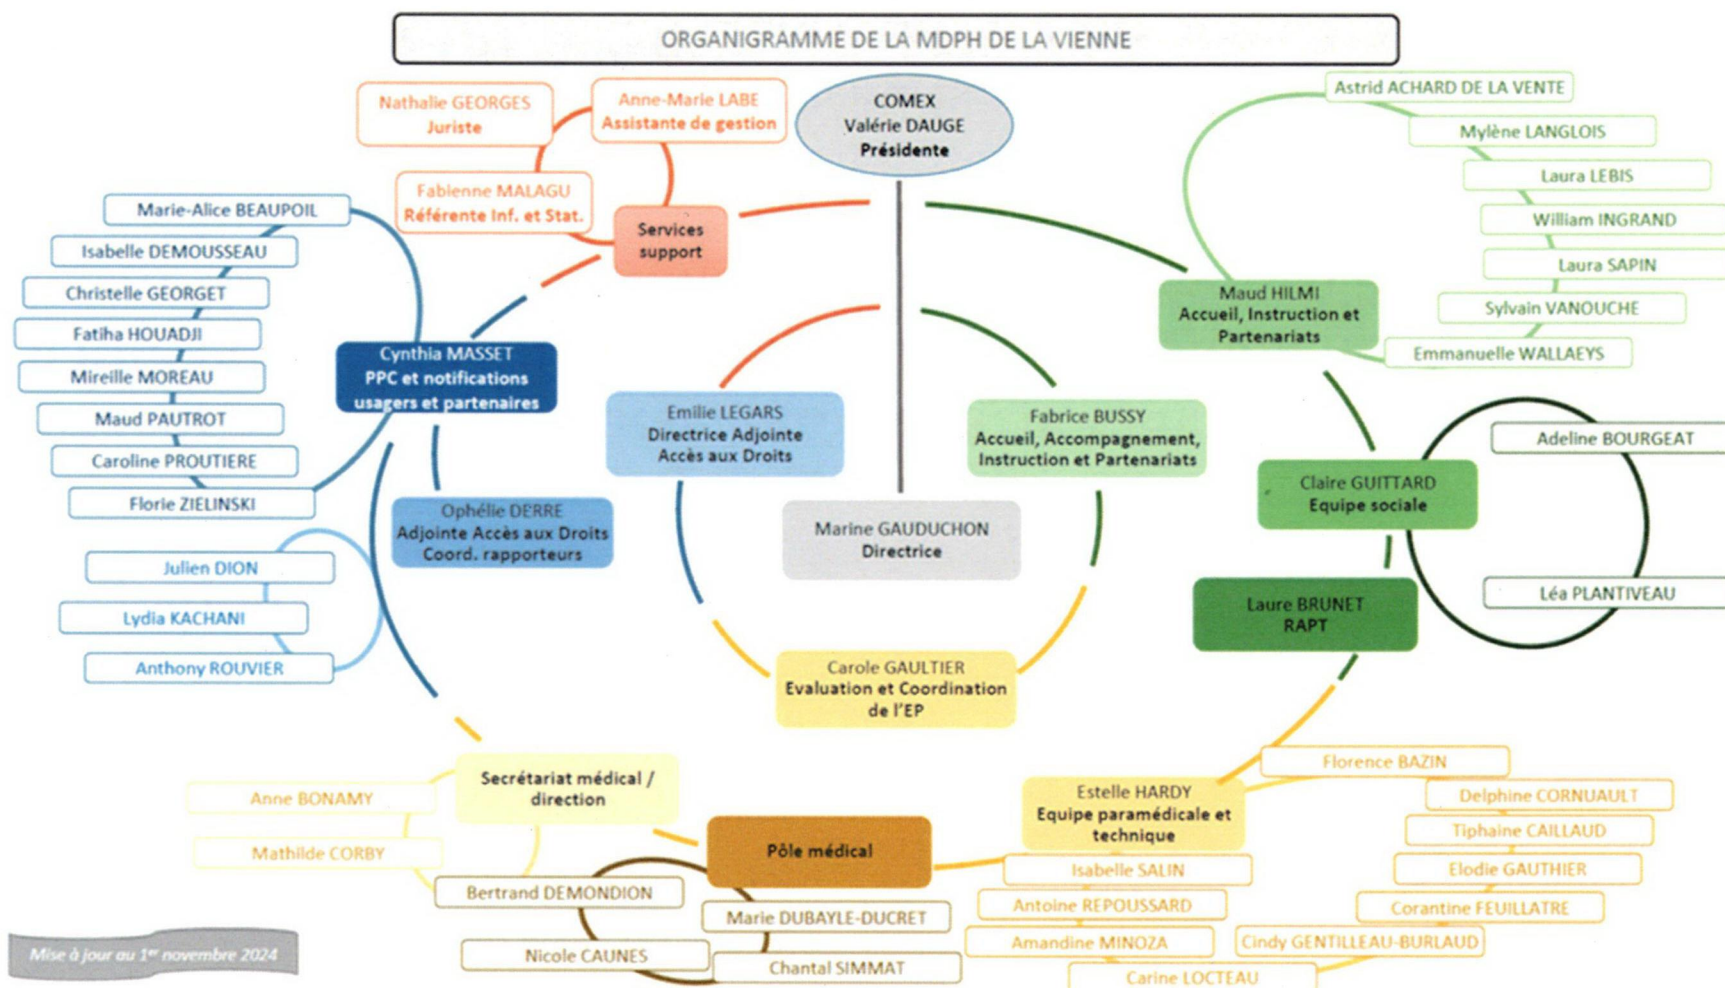 ORGANIGRAMME DE LA MDPH DE LA VIENNE
COMEX
Valérie DAUGE
Présidente
Nathalie GEORGES
Juriste
Anne-Marie LABE
Assistante de gestion
Fabienne MALAGU
Référente Inf. et Stat.
Services
support
Marie-Alice BEAUPOIL
Isabelle DEMOUSSEAU
Christelle GEORGET
Fatiha HOUADJI
Mireille MOREAU
Maud PAUTROT
Caroline PROUTIERE
Florie ZIELINSKI
Cynthia MASSET
PPC et notifications
usagers et partenaires
Ophélie DERRE
Adjointe Accès aux Droits
Coord. rapporteurs
Julien DION
Lydia KACHANI
Anthony ROUVIER
Emilie LEGARS
Directrice Adjointe
Accès aux Droits
Fabrice BUSSY
Accueil, Accompagnement,
Instruction et Partenariats
Marine GAUDUCHON
Directrice
Carole GAULTIER
Evaluation et Coordination
de l'EP
Astrid ACHARD DE LA VENTE
Mylène LANGLOIS
Laura LEBIS
William INGRAND
Laura SAPIN
Sylvain VANOUCHE
Emmanuelle WALLAEYS
Maud HILMI
Accueil, Instruction et
Partenariats
Claire GUITTARD
Equipe sociale
Adeline BOURGEAT
Léa PLANTIVEAU
Laure BRUNET
RAPT
Secrétariat médical /
direction
Anne BONAMY
Mathilde CORBY
Pôle médical
Bertrand DEMONDION
Marie DUBAYLE-DUCRET
Nicole CAUNES
Chantal SIMMAT
Estelle HARDY
Equipe paramédicale et
technique
Florence BAZIN
Delphine CORNUAULT
Tiphaine CAILLAUD
Elodie GAUTHIER
Corantine FEUILLATRE
Cindy GENTILLEAU-BURLAUD
Carine LOCTEAU
Amandine MINOZA
Antoine REPOUSSARD
Isabelle SALIN
Mise à jour au 1er novembre 2024